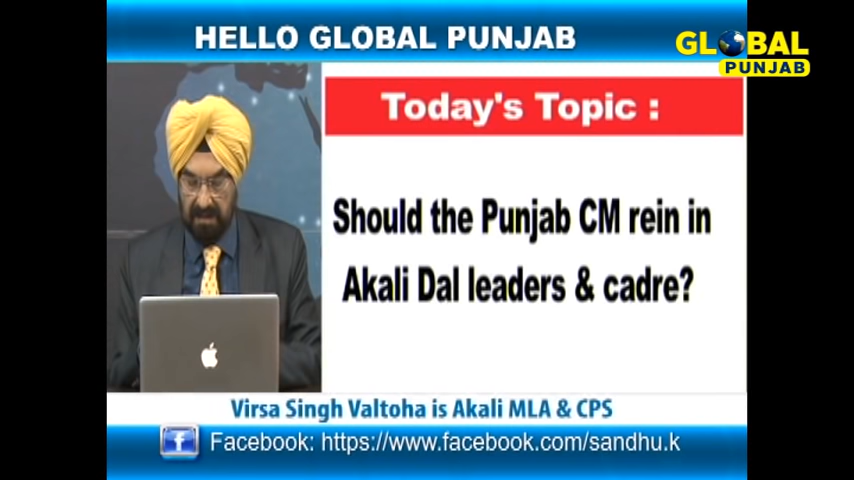 HELLO GLOBAL PUNJAB
GLOBAL
PUNJAB
Today's Topic :
Should the Punjab CM rein in
Akali Dal leaders & cadre?
Virsa Singh Valtoha is Akali MLA & CPS
Facebook: https://www.facebook.com/sandhu.k